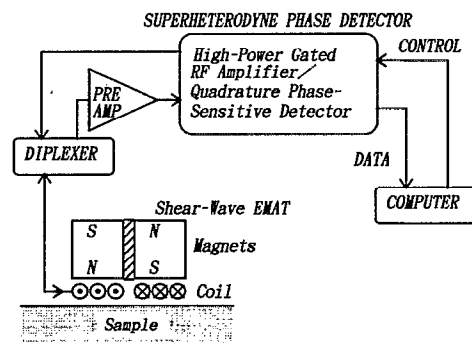 SUPERHETERODYNE PHASE DETECTOR
High-Power Gated
RF Amplifier/
Quadrature Phase-
Sensitive Detector
CONTROL
PRE
AMP
DIPLEXER
DATA
COMPUTER
Shear-Wave EMAT
S N
Magnets
N S
Coil
Sample